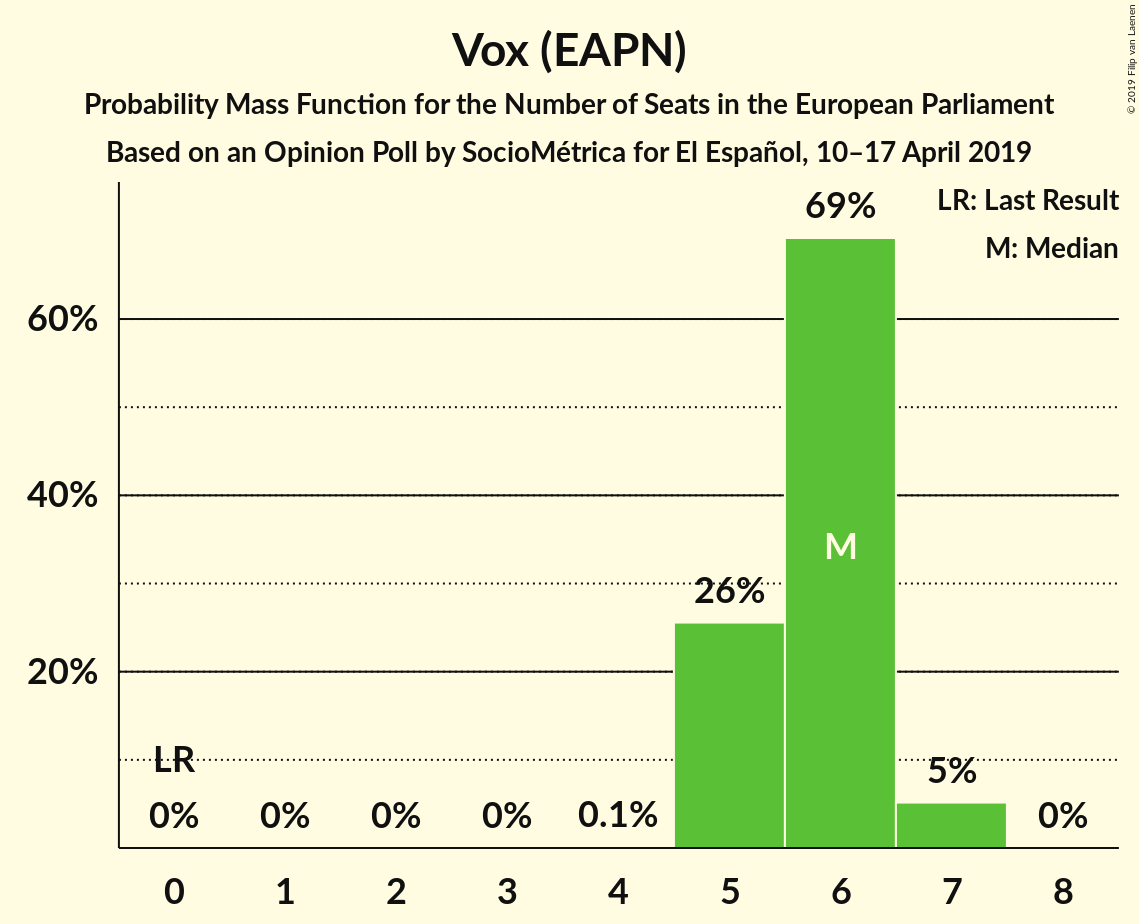 Vox (EAPN)
Probability Mass Function for the Number of Seats in the European Parliament
Based on an Opinion Poll by SocioMétrica for El Español, 10–17 April 2019
© 2019 Filip van Laenen
LR: Last Result
M: Median
69%
60%
40%
M
26%
20%
LR
5%
0% 0% 0% 0% 0.1% 0%
0 1 2 3 4 5 6 7 8